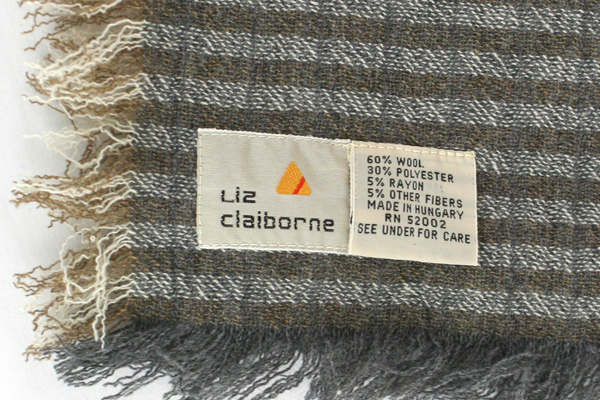 Liz
claiborne
60% WOOL
30% POLYESTER
5% RAYON
5% OTHER FIBERS
MADE IN HUNGARY
RN 52002
SEE UNDER FOR CARE